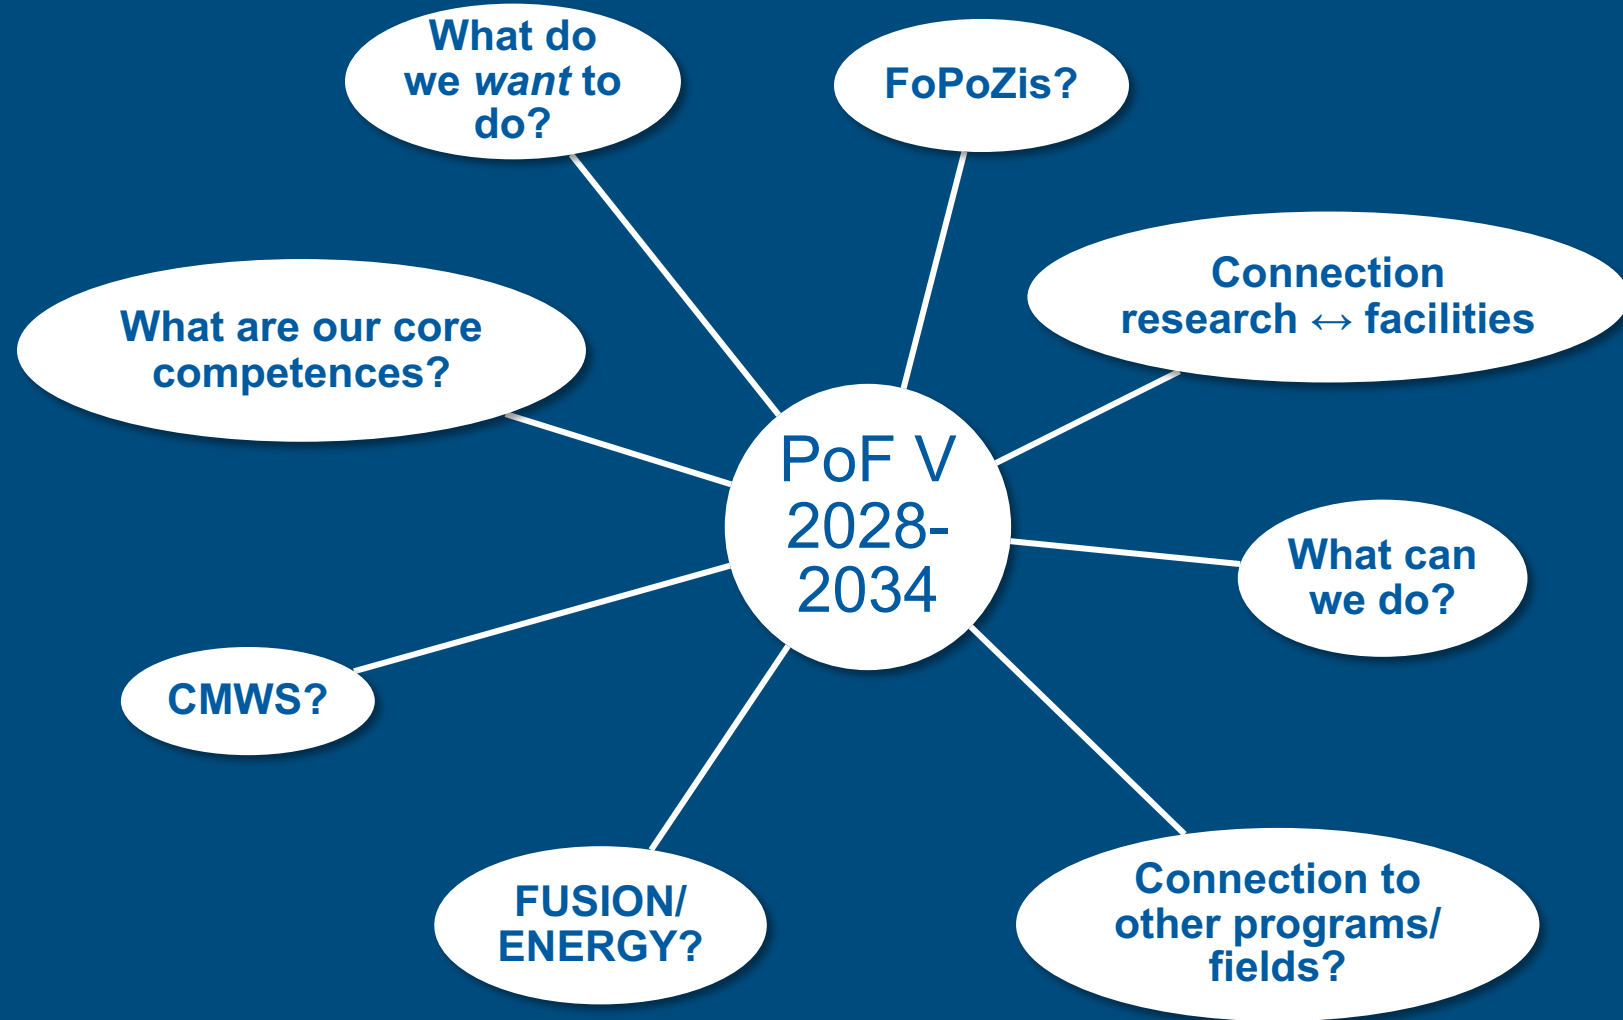 What do
we want to
do?
FoPoZis?
Connection
research ↔ facilities
What are our core
competences?
PoF V
2028-
2034
What can
we do?
CMWS?
FUSION/
ENERGY?
Connection to
other programs/
fields?